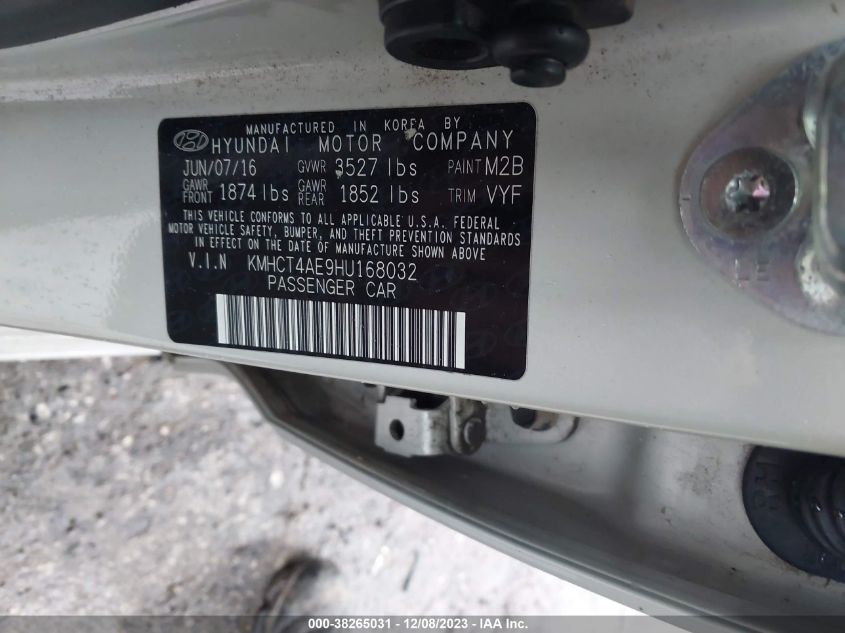 MANUFACTURED IN KOREA BY
HYUNDAI MOTOR COMPANY
JUN/07/16 GVWR 3527 lbs PAINT M2B
GAWR FRONT 1874 lbs GAWR REAR 1852 lbs TRIM VYF
THIS VEHICLE CONFORMS TO ALL APPLICABLE U.S.A. FEDERAL
MOTOR VEHICLE SAFETY, BUMPER, AND THEFT PREVENTION STANDARDS
IN EFFECT ON THE DATE OF MANUFACTURE SHOWN ABOVE
V.I.N KMHCT4AE9HU168032
PASSENGER CAR
000-38265031 - 12/08/2023 - IAA Inc.